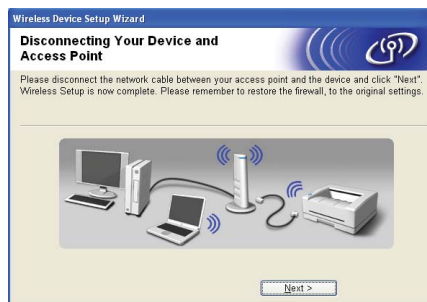 Wireless Device Setup Wizard
Disconnecting Your Device and
Access Point
Please disconnect the network cable between your access point and the device and click "Next".
Wireless Setup is now complete. Please remember to restore the firewall, to the original settings.
Next >